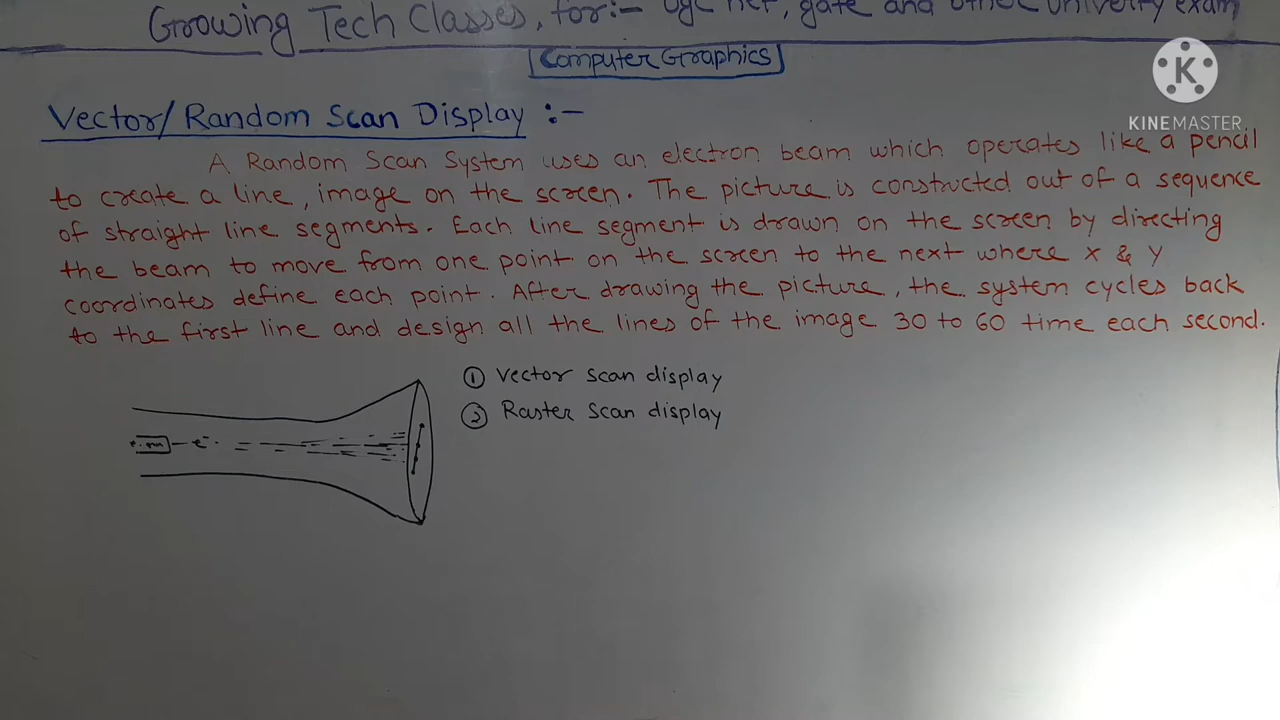 Growing Tech Classes, for:- Ugc net, gate and other University exam
Computer Graphics
K
KINEMASTER
Vector/Random Scan Display :-
A Random Scan System uses an electron beam which operates like a pencil
to create a line, image on the screen. The picture is constructed out of a sequence
of straight line segments. Each line segment is drawn on the screen by directing
the beam to move from one point on the screen to the next where x & y
coordinates define each point. After drawing the picture, the system cycles back
to the first line and design all the lines of the image 30 to 60 time each second.
① Vector scan display
② Raster scan display
e-